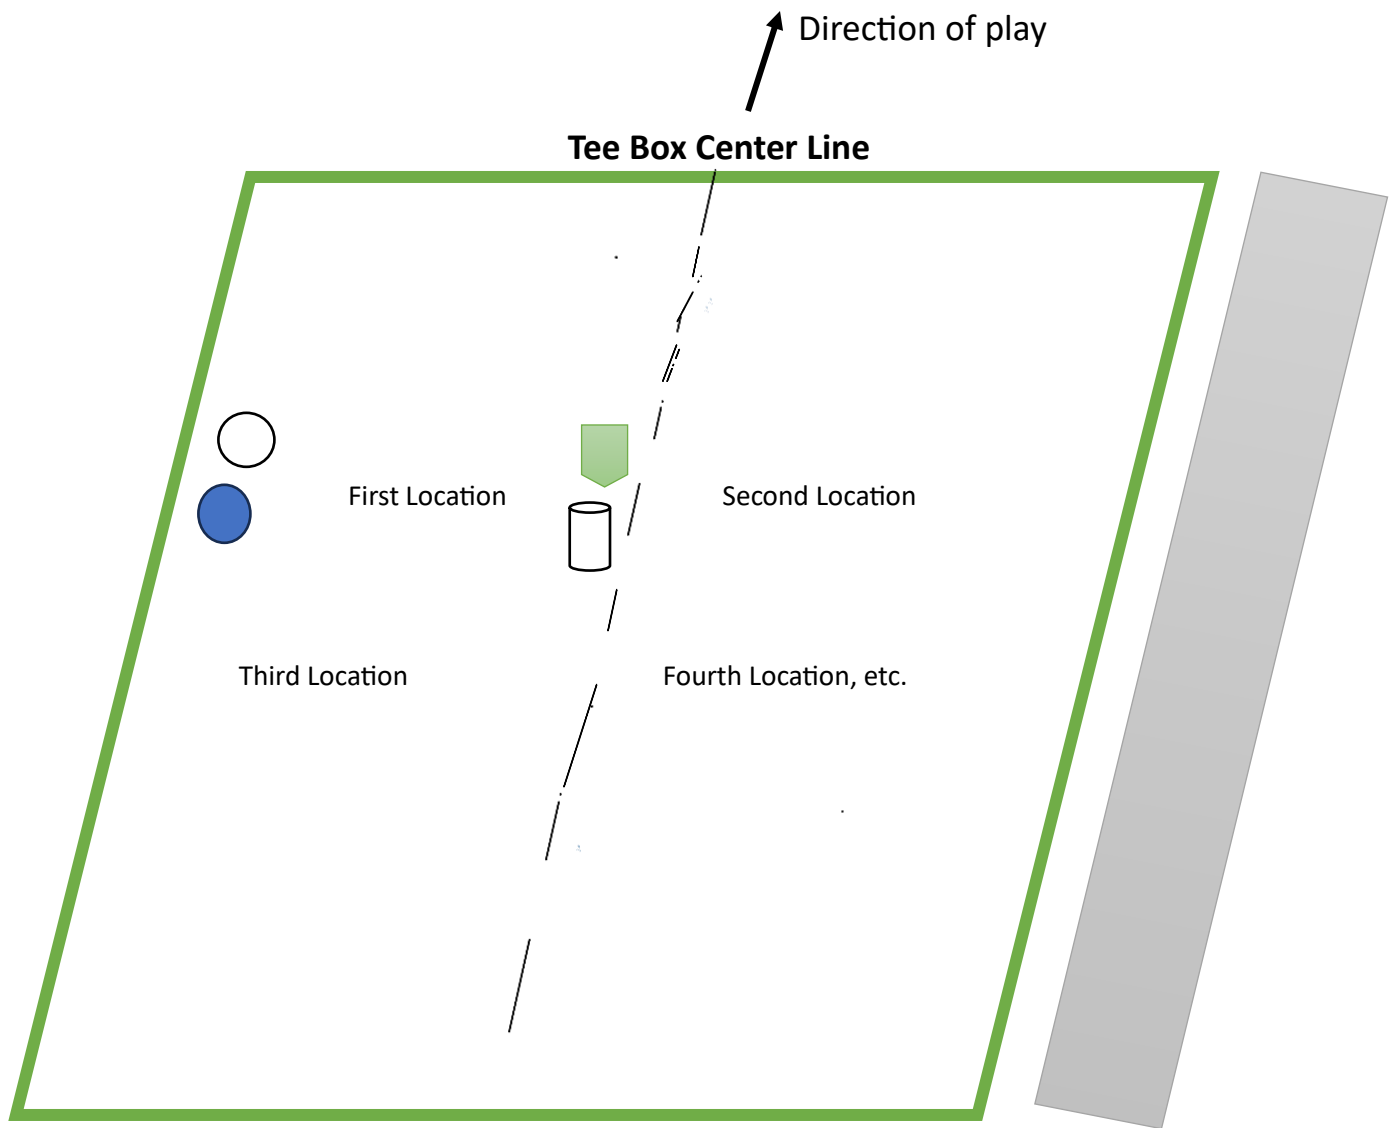 Direction of play
Tee Box Center Line
First Location
Second Location
Third Location
Fourth Location, etc.